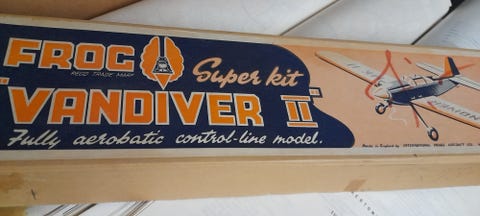 FROG
REGD TRADE MARK
Super kit
"VANDIVER II"
Fully aerobatic control-line model.
Made in England by INTERNATIONAL MODEL AIRCRAFT LTD.